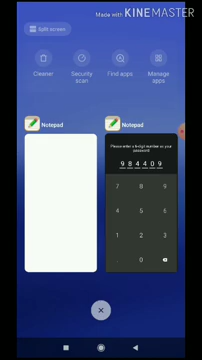 Made with KINEMASTER
Split screen
Cleaner
Security scan
Find apps
Manage apps
Notepad
Notepad
Please enter a 6-digit number as your
password
984409
7 8 9
4 5 6
1 2 3
. 0